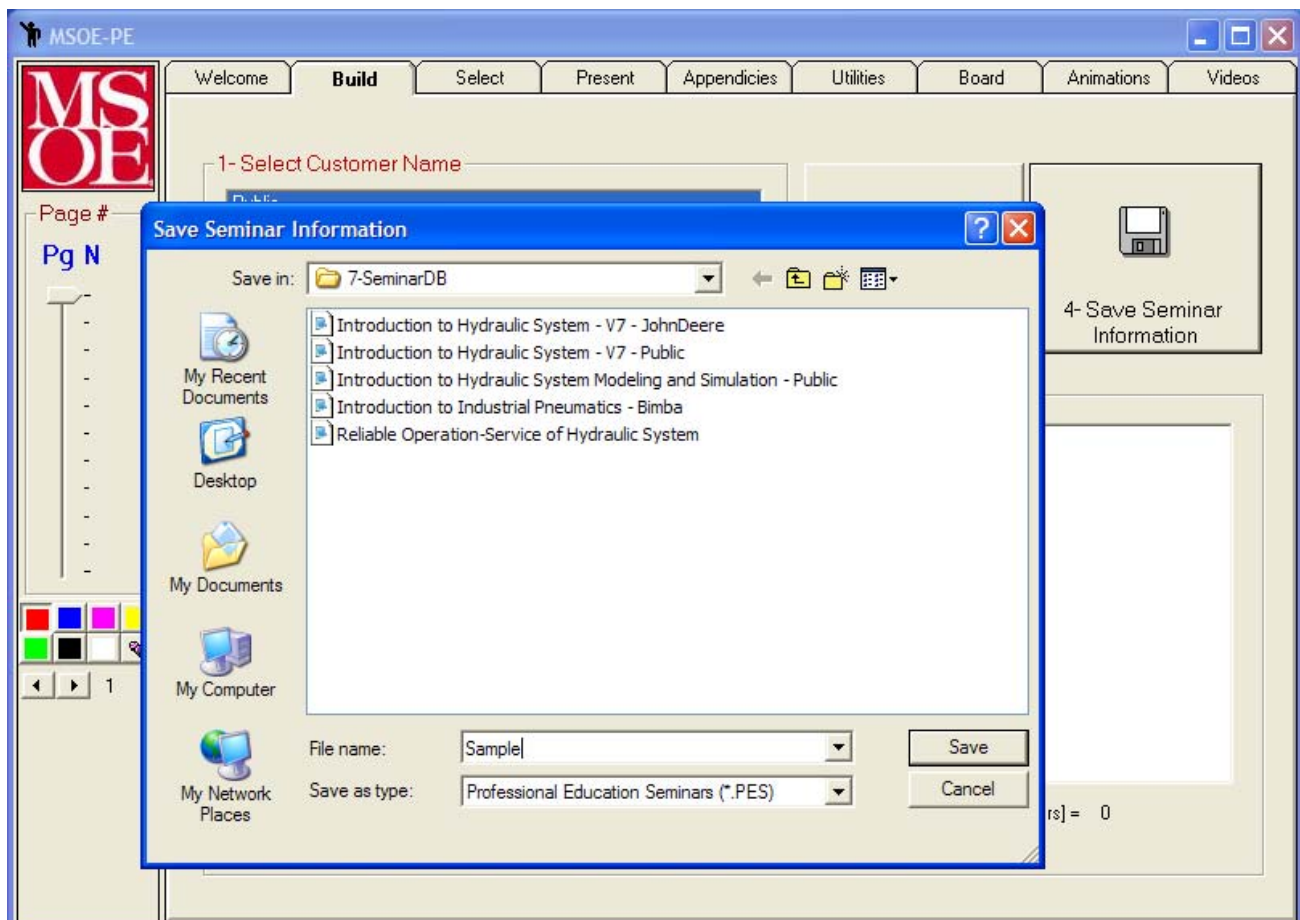 MSOE-PE
MS
OE
Welcome Build Select Present Appendicies Utilities Board Animations Videos
1- Select Customer Name
Public
Page #
Pg N
1
4- Save Seminar
Information
Save Seminar Information
Save in: 7-SeminarDB
My Recent
Documents
Desktop
My Documents
My Computer
My Network
Places
Introduction to Hydraulic System - V7 - JohnDeere
Introduction to Hydraulic System - V7 - Public
Introduction to Hydraulic System Modeling and Simulation - Public
Introduction to Industrial Pneumatics - Bimba
Reliable Operation-Service of Hydraulic System
File name: Sample Save
Save as type: Professional Education Seminars (*.PES) Cancel
rs] = 0